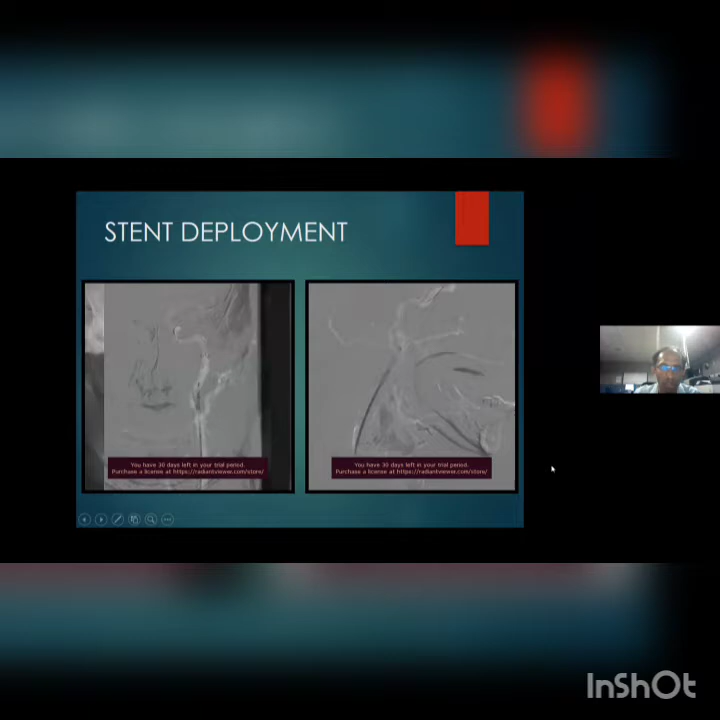 STENT DEPLOYMENT
You have 30 days left in your trial period.
Purchase a license at https://radiantviewer.com/store/
You have 30 days left in your trial period.
Purchase a license at https://radiantviewer.com/store/
InShOt